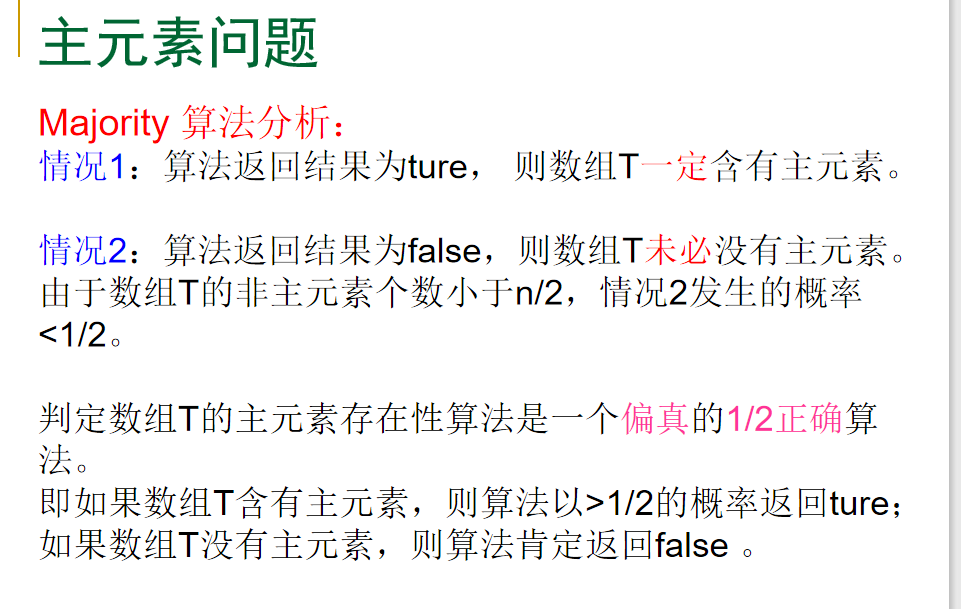 主元素问题
Majority 算法分析：
情况1：算法返回结果为ture， 则数组T一定含有主元素。
情况2：算法返回结果为false，则数组T未必没有主元素。
由于数组T的非主元素个数小于n/2，情况2发生的概率
<1/2。
判定数组T的主元素存在性算法是一个偏真的1/2正确算
法。
即如果数组T含有主元素，则算法以>1/2的概率返回ture；
如果数组T没有主元素，则算法肯定返回false 。